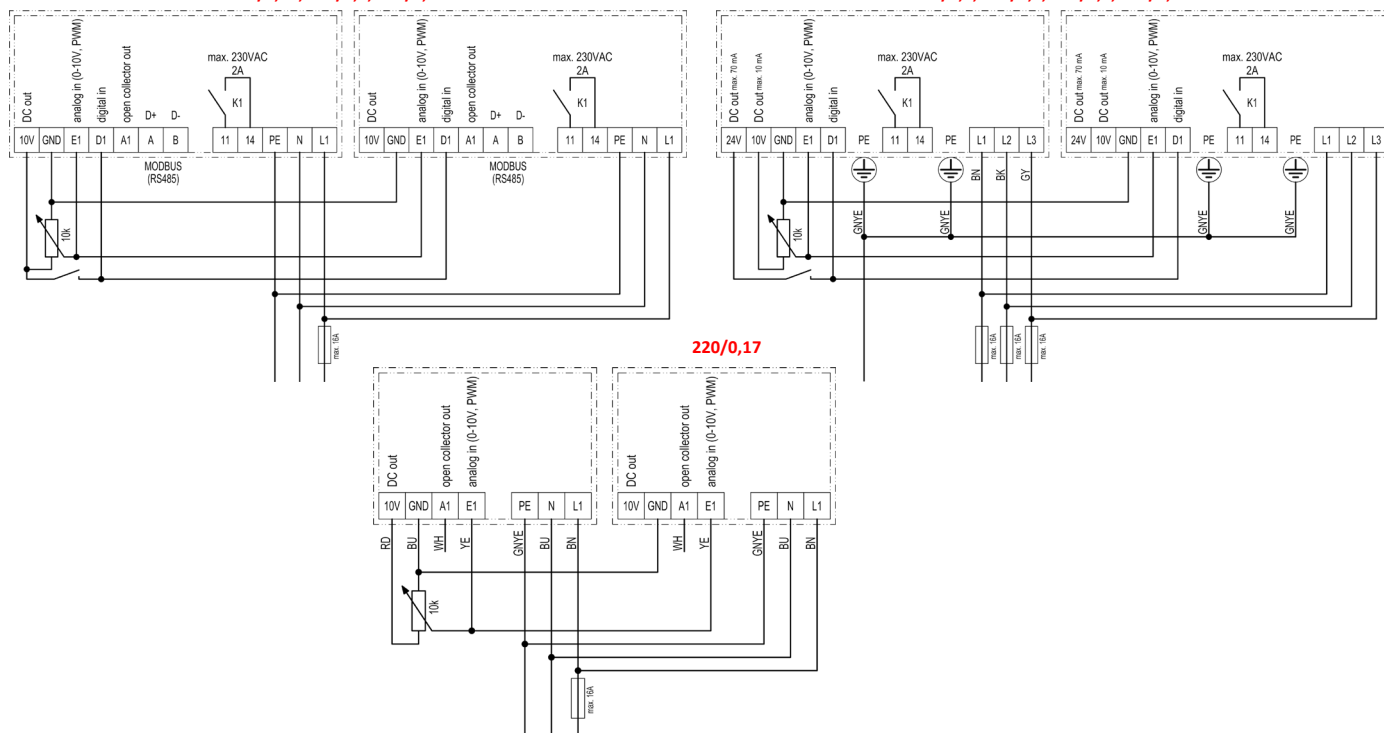 DC out
analog in (0-10V, PWM)
digital in
open collector out
D+
D-
max. 230VAC
2A
K1
10V GND E1 D1 A1 A B 11 14 PE N L1
MODBUS
(RS485)
10k
max. 16A
DC out
analog in (0-10V, PWM)
digital in
open collector out
D+
D-
max. 230VAC
2A
K1
10V GND E1 D1 A1 A B 11 14 PE N L1
MODBUS
(RS485)
DC out max. 70 mA
DC out max. 10 mA
analog in (0-10V, PWM)
digital in
max. 230VAC
2A
K1
PE
PE
24V 10V GND E1 D1 11 14 L1 L2 L3
BN
BK
GY
10k
GNYE
GNYE
max. 16A
max. 16A
max. 16A
DC out max. 70 mA
DC out max. 10 mA
analog in (0-10V, PWM)
digital in
max. 230VAC
2A
K1
PE
PE
24V 10V GND E1 D1 11 14 L1 L2 L3
GNYE
GNYE
220/0,17
DC out
open collector out
analog in (0-10V, PWM)
10V GND A1 E1 PE N L1
RD
BU
WH
YE
GNYE
BU
BN
10k
max. 16A
DC out
open collector out
analog in (0-10V, PWM)
10V GND A1 E1 PE N L1
WH
YE
GNYE
BU
BN